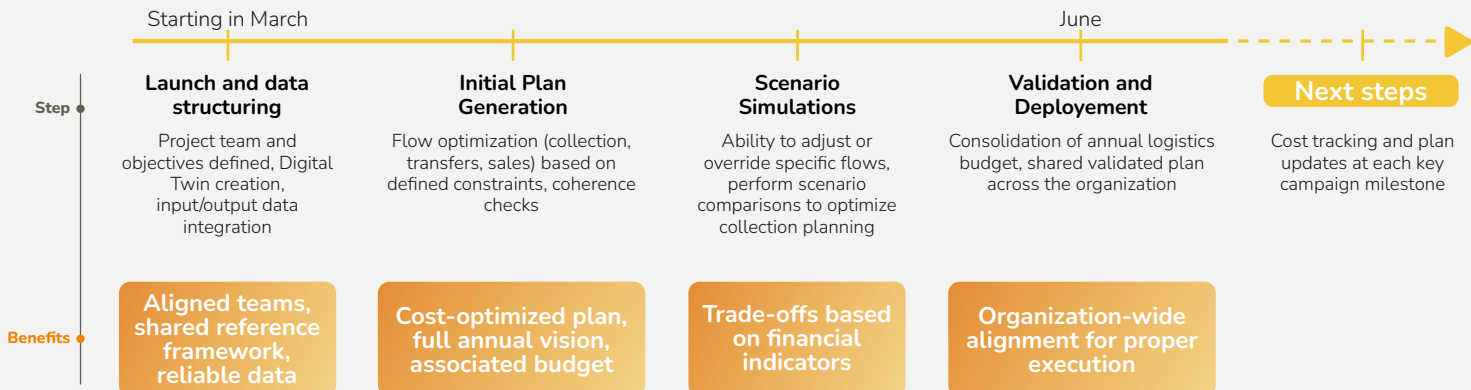 Starting in March
June
Step
Launch and data
structuring
Project team and
objectives defined, Digital
Twin creation,
input/output data
integration
Initial Plan
Generation
Flow optimization (collection,
transfers, sales) based on
defined constraints, coherence
checks
Scenario
Simulations
Ability to adjust or
override specific flows,
perform scenario
comparisons to optimize
collection planning
Validation and
Deployement
Consolidation of annual logistics
budget, shared validated plan
across the organization
Next steps
Cost tracking and plan
updates at each key
campaign milestone
Benefits
Aligned teams,
shared reference
framework,
reliable data
Cost-optimized plan,
full annual vision,
associated budget
Trade-offs based
on financial
indicators
Organization-wide
alignment for proper
execution